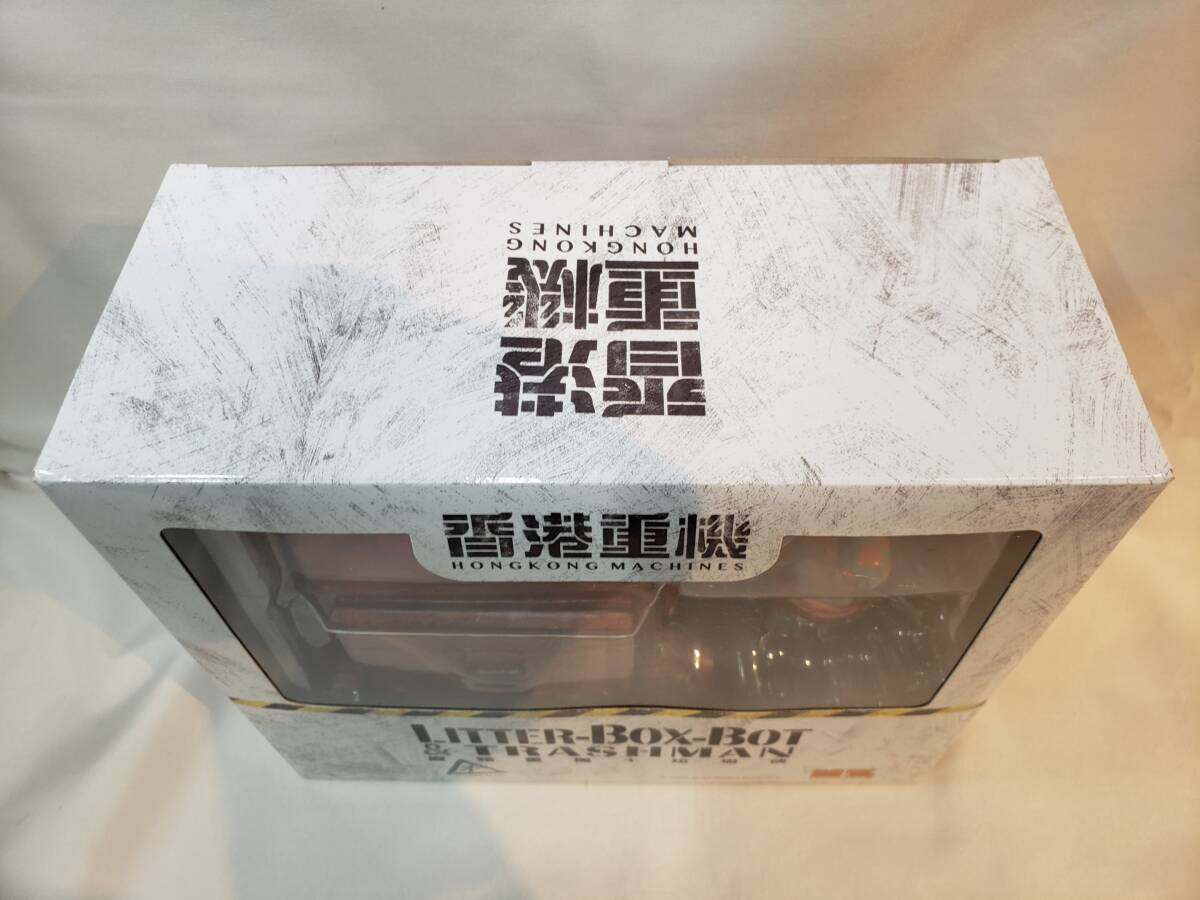 香港
重機
HONGKONG
MACHINES
香港重機
HONGKONG MACHINES
LITTER-BOX-BOT
& TRASHMAN